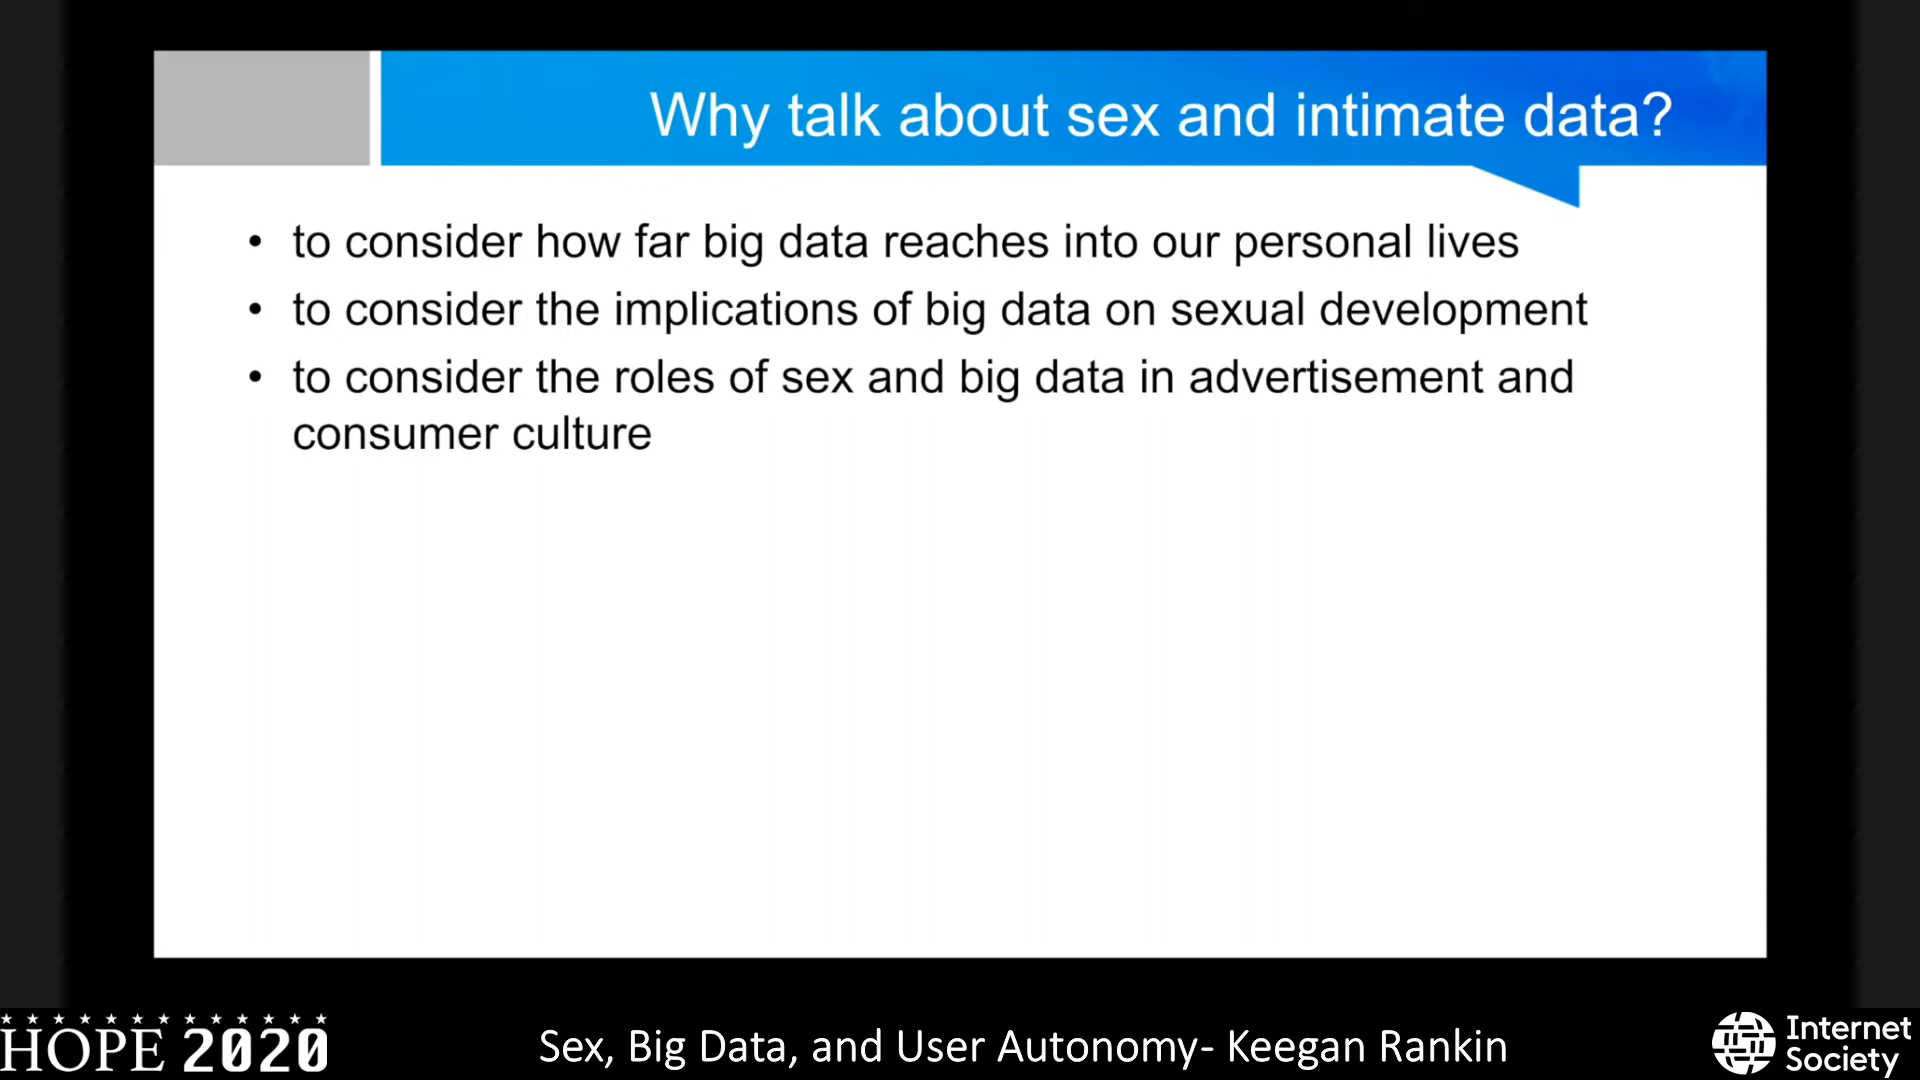 Why talk about sex and intimate data?
• to consider how far big data reaches into our personal lives
• to consider the implications of big data on sexual development
• to consider the roles of sex and big data in advertisement and
consumer culture
HOPE 2020
Sex, Big Data, and User Autonomy- Keegan Rankin
Internet
Society